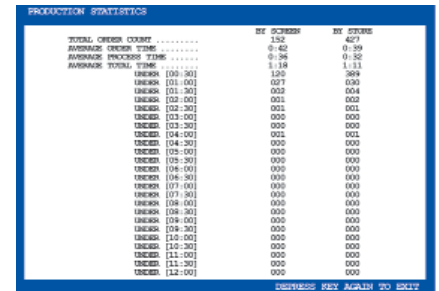 PRODUCTION STATISTICS
BY SCREEN BY STORE
TOTAL ORDER COUNT ......... 152 427
AVERAGE ORDER TIME ........ 0:42 0:39
AVERAGE PROCESS TIME ...... 0:36 0:32
AVERAGE TOTAL TIME ........ 1:18 1:11
UNDER [00:30] 120 389
UNDER [01:00] 027 030
UNDER [01:30] 002 004
UNDER [02:00] 001 002
UNDER [02:30] 001 001
UNDER [03:00] 000 000
UNDER [03:30] 000 000
UNDER [04:00] 001 001
UNDER [04:30] 000 000
UNDER [05:00] 000 000
UNDER [05:30] 000 000
UNDER [06:00] 000 000
UNDER [06:30] 000 000
UNDER [07:00] 000 000
UNDER [07:30] 000 000
UNDER [08:00] 000 000
UNDER [08:30] 000 000
UNDER [09:00] 000 000
UNDER [09:30] 000 000
UNDER [10:00] 000 000
UNDER [10:30] 000 000
UNDER [11:00] 000 000
UNDER [11:30] 000 000
UNDER [12:00] 000 000
DEPRESS KEY AGAIN TO EXIT